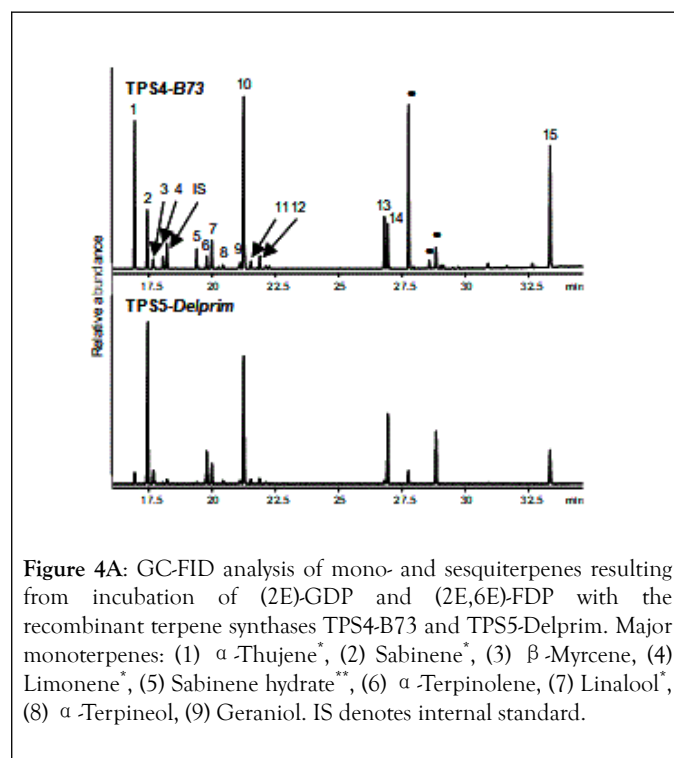 TPS4-B73
10
1
15
3 4 IS
2
13
14
11 12
7
5
6
8
9
Relative abundance
17.5 20 22.5 25 27.5 30 32.5 min
TPS5-Delprim
17.5 20 22.5 25 27.5 30 32.5 min
Figure 4A: GC-FID analysis of mono- and sesquiterpenes resulting
from incubation of (2E)-GDP and (2E,6E)-FDP with the
recombinant terpene synthases TPS4-B73 and TPS5-Delprim. Major
monoterpenes: (1) α-Thujene*, (2) Sabinene*, (3) β-Myrcene, (4)
Limonene*, (5) Sabinene hydrate**, (6) α-Terpinolene, (7) Linalool*,
(8) α-Terpineol, (9) Geraniol. IS denotes internal standard.